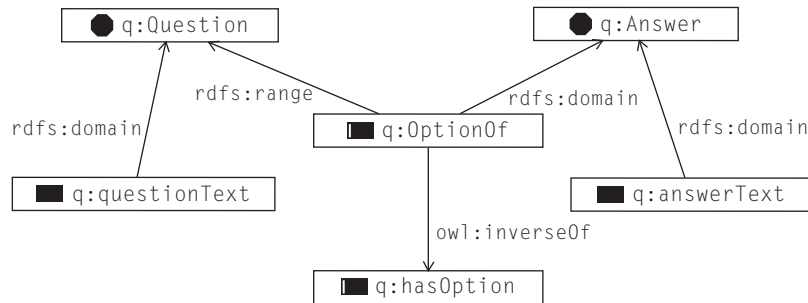 q:Question
q:Answer
rdfs:range
rdfs:domain
rdfs:domain
q:OptionOf
rdfs:domain
q:questionText
q:answerText
owl:inverseOf
q:hasOption